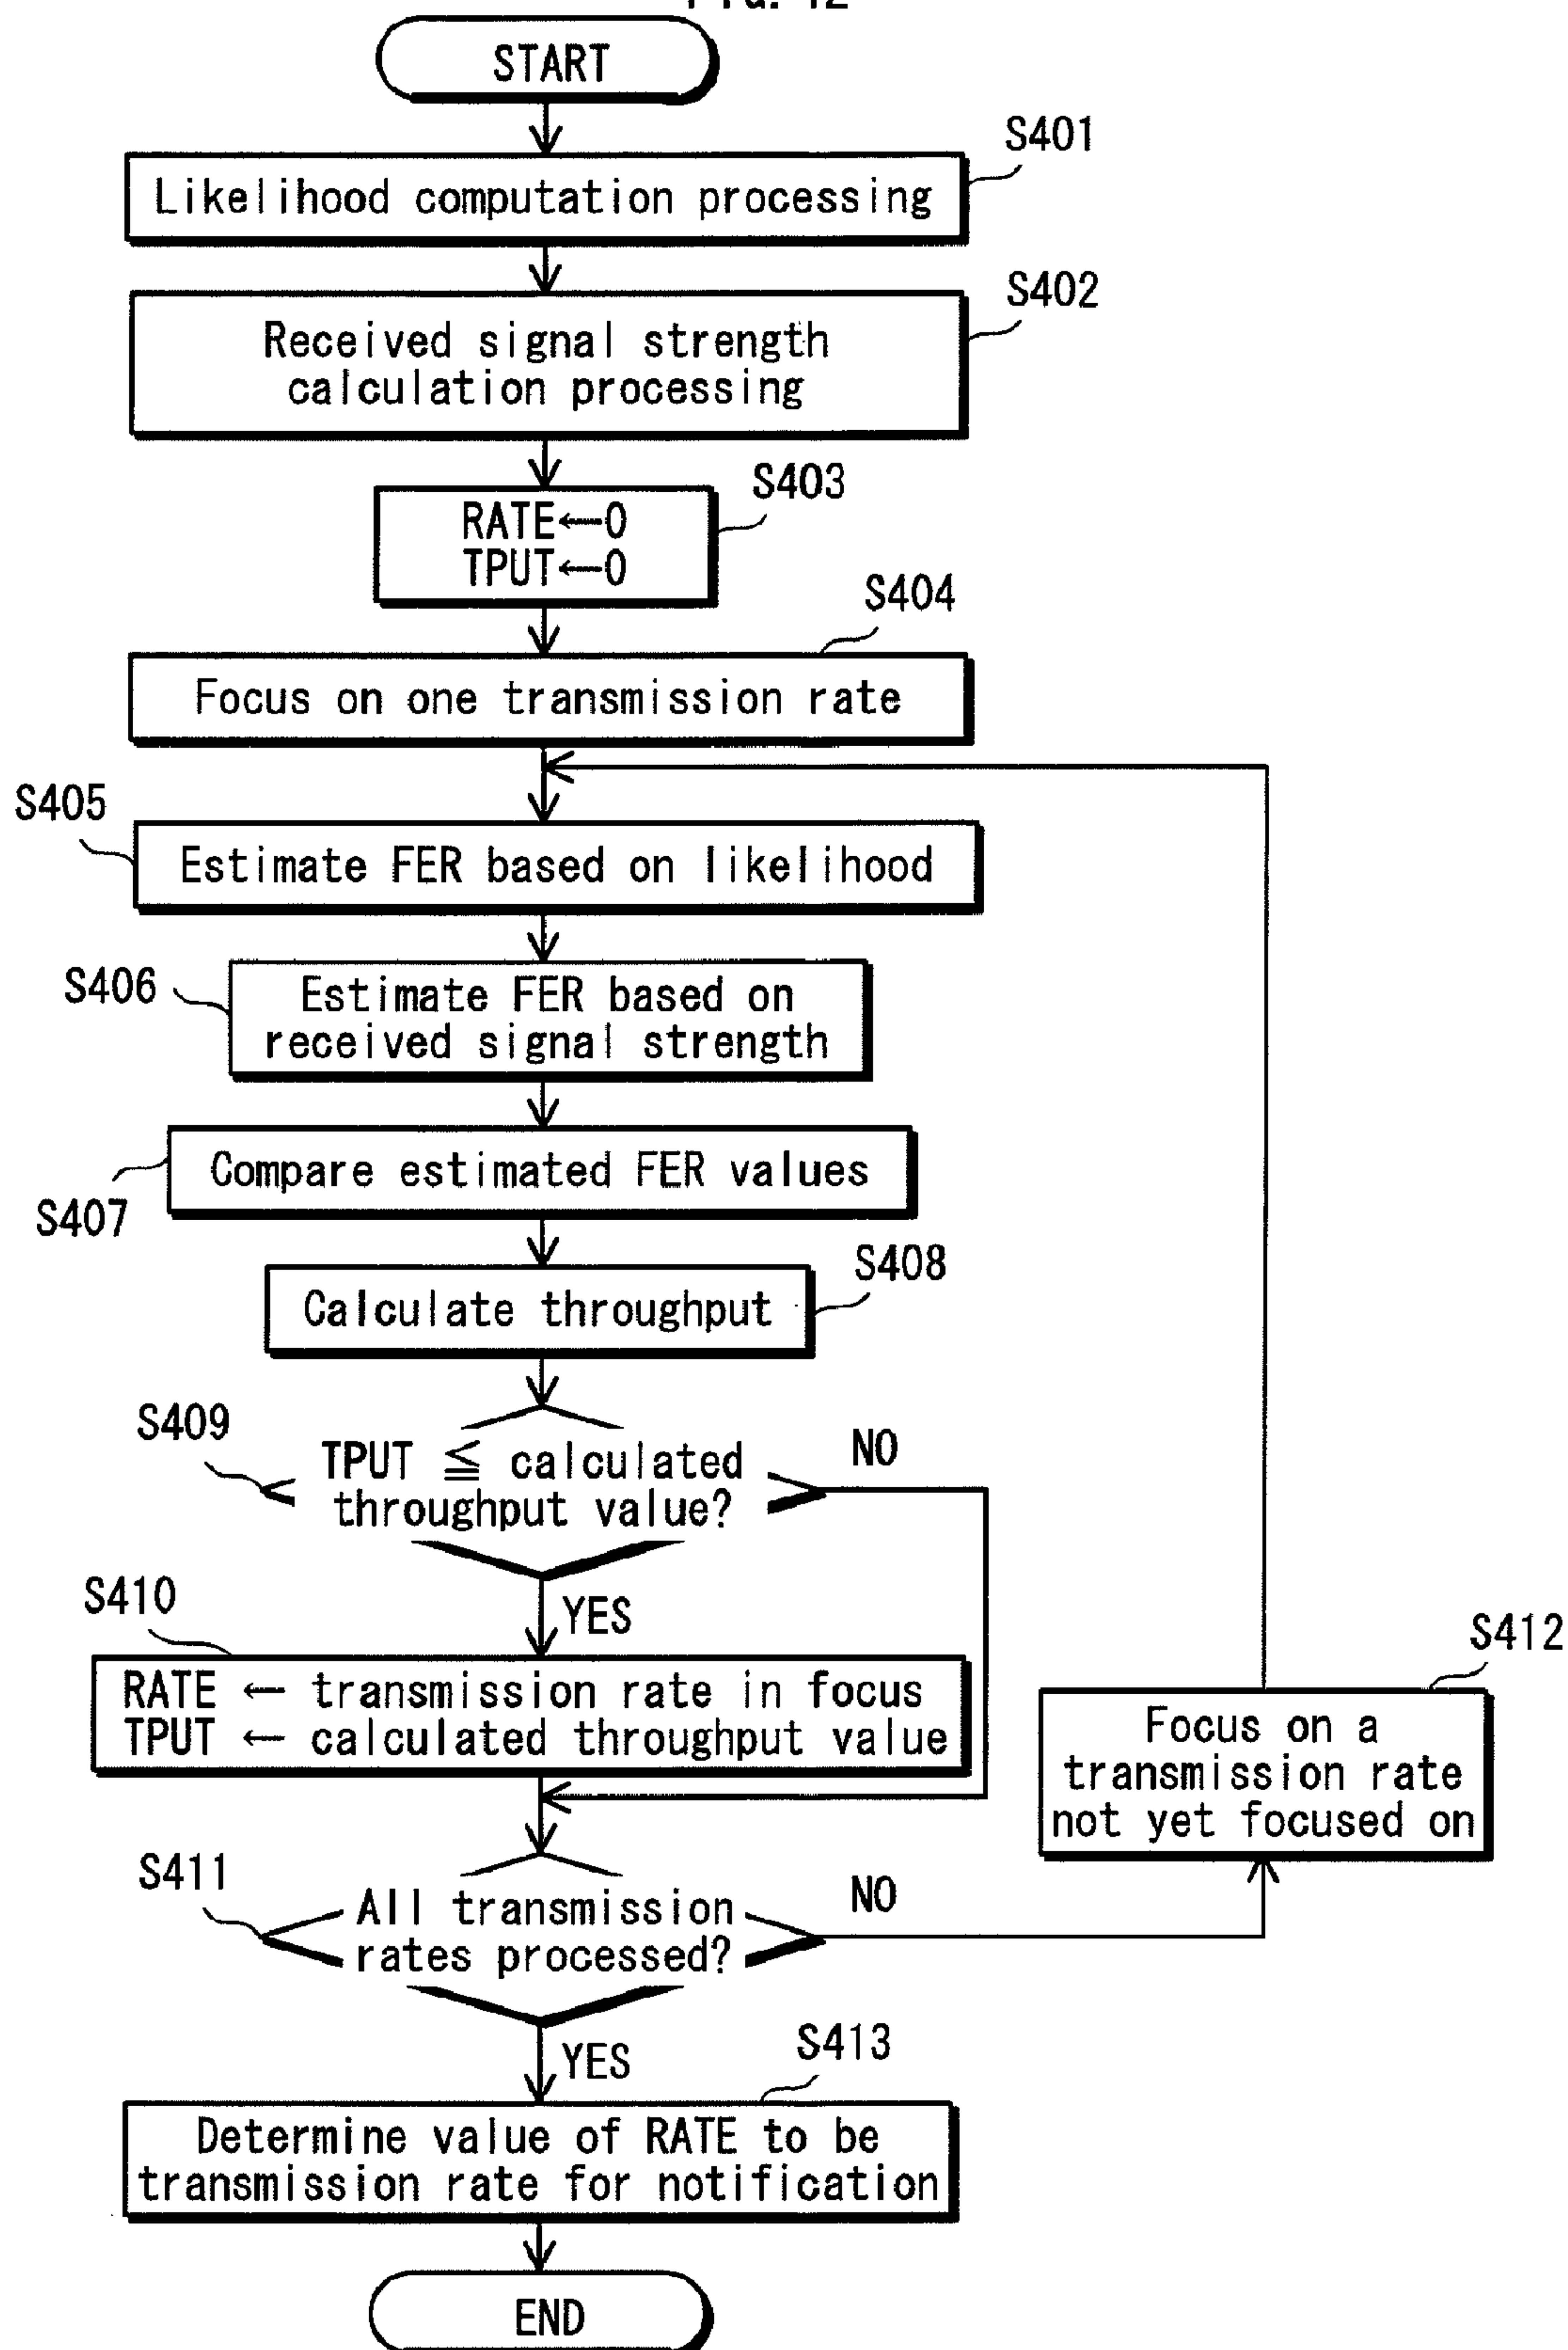 FIG. 12
START
S401
Likelihood computation processing
S402
Received signal strength
calculation processing
S403
RATE←0
TPUT←0
S404
Focus on one transmission rate
S405
Estimate FER based on likelihood
S406
Estimate FER based on
received signal strength
Compare estimated FER values
S407
S408
Calculate throughput
S409
TPUT ≦ calculated
throughput value?
NO
YES
S410
RATE ← transmission rate in focus
TPUT ← calculated throughput value
S412
Focus on a
transmission rate
not yet focused on
S411
All transmission
rates processed?
NO
YES
S413
Determine value of RATE to be
transmission rate for notification
END